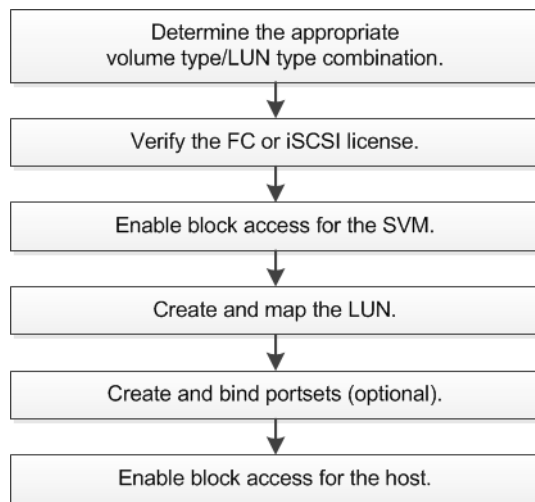 Determine the appropriate
volume type/LUN type combination.
Verify the FC or iSCSI license.
Enable block access for the SVM.
Create and map the LUN.
Create and bind portsets (optional).
Enable block access for the host.